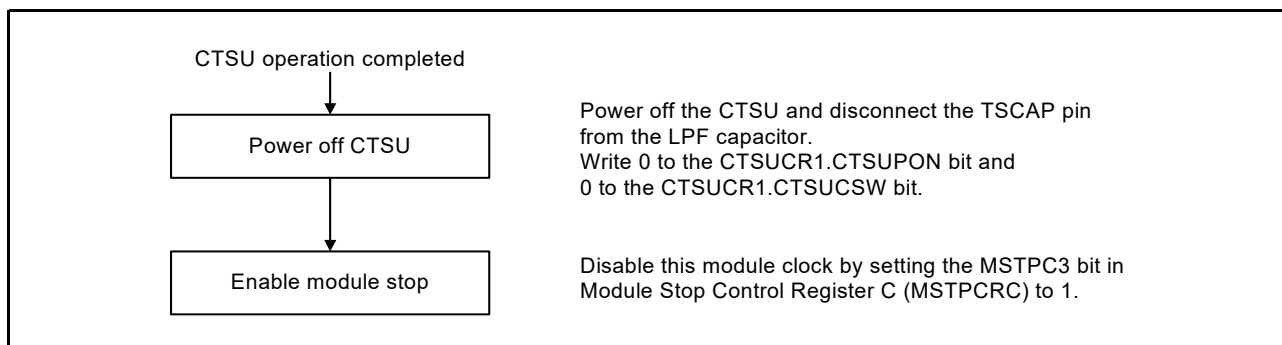 CTSU operation completed
Power off CTSU
Power off the CTSU and disconnect the TSCAP pin
from the LPF capacitor.
Write 0 to the CTSUCR1.CTSUPON bit and
0 to the CTSUCR1.CTSUCSW bit.
Enable module stop
Disable this module clock by setting the MSTPC3 bit in
Module Stop Control Register C (MSTPCRC) to 1.